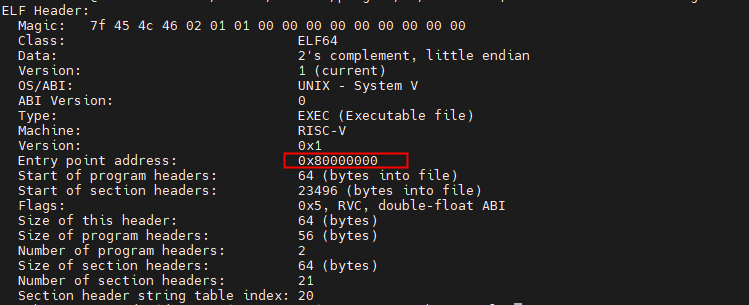 ELF Header:
Magic: 7f 45 4c 46 02 01 01 00 00 00 00 00 00 00 00 00
Class: ELF64
Data: 2's complement, little endian
Version: 1 (current)
OS/ABI: UNIX - System V
ABI Version: 0
Type: EXEC (Executable file)
Machine: RISC-V
Version: 0x1
Entry point address: 0x80000000
Start of program headers: 64 (bytes into file)
Start of section headers: 23496 (bytes into file)
Flags: 0x5, RVC, double-float ABI
Size of this header: 64 (bytes)
Size of program headers: 56 (bytes)
Number of program headers: 2
Size of section headers: 64 (bytes)
Number of section headers: 21
Section header string table index: 20